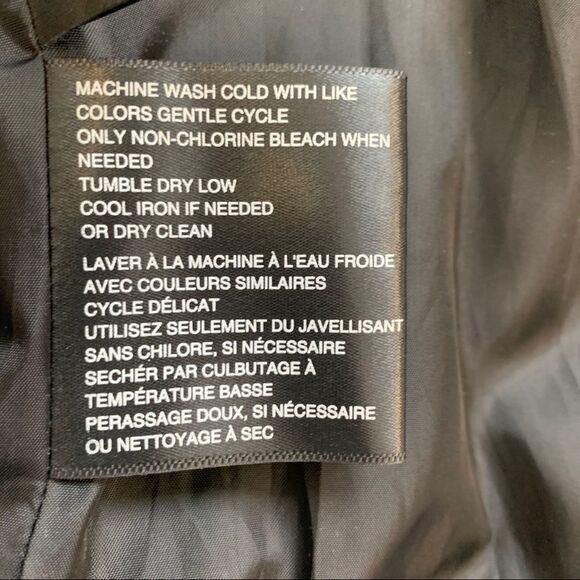 MACHINE WASH COLD WITH LIKE
COLORS GENTLE CYCLE
ONLY NON-CHLORINE BLEACH WHEN
NEEDED
TUMBLE DRY LOW
COOL IRON IF NEEDED
OR DRY CLEAN
LAVER À LA MACHINE À L'EAU FROIDE
AVEC COULEURS SIMILAIRES
CYCLE DÉLICAT
UTILISEZ SEULEMENT DU JAVELLISANT
SANS CHILORE, SI NÉCESSAIRE
SECHÉR PAR CULBUTAGE À
TEMPÉRATURE BASSE
PERASSAGE DOUX, SI NÉCESSAIRE
OU NETTOYAGE À SEC